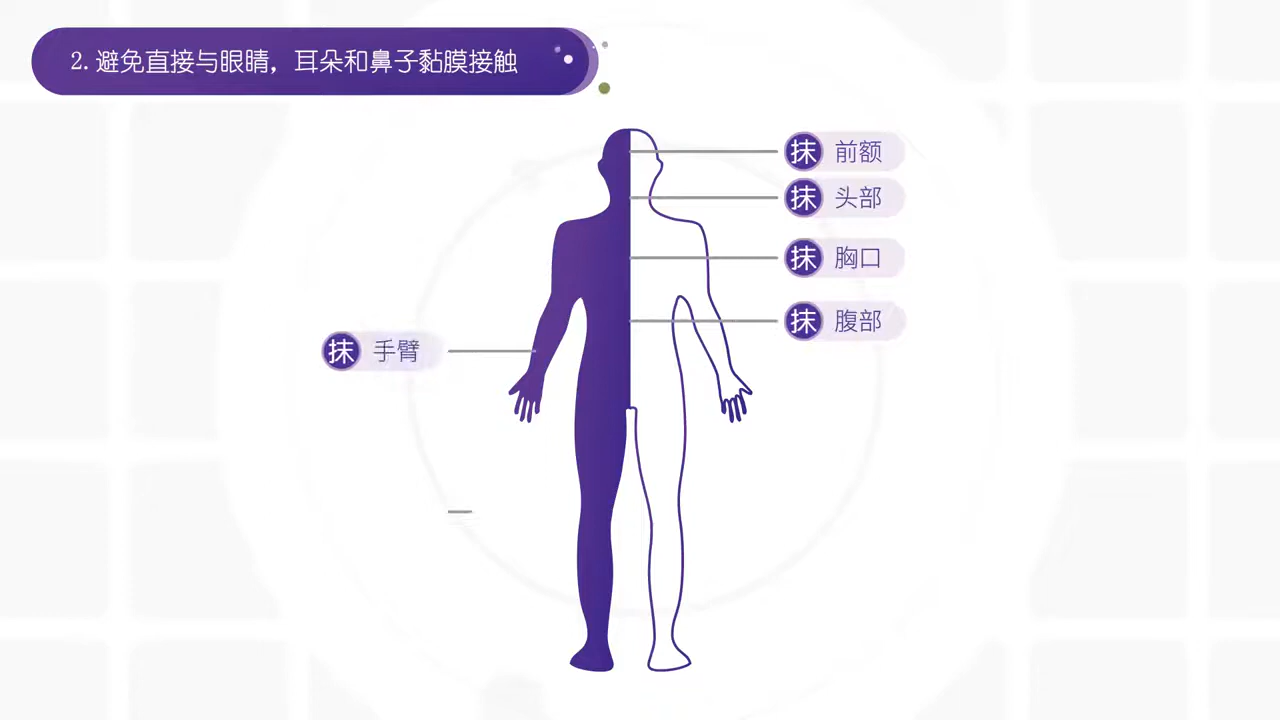 2. 避免直接与眼睛，耳朵和鼻子黏膜接触
抹 前额
抹 头部
抹 胸口
抹 腹部
抹 手臂